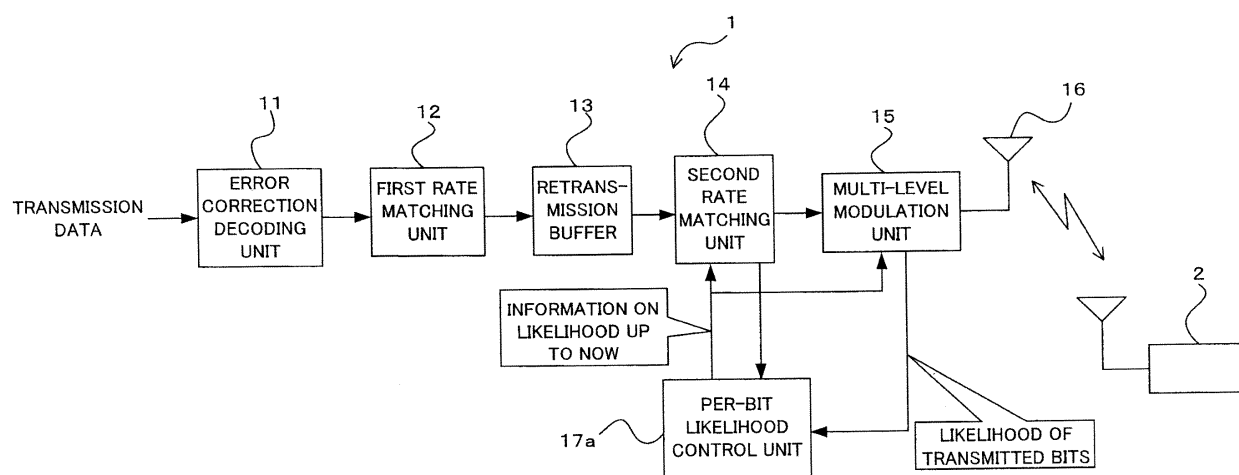 1
11
12
13
14
15
16
TRANSMISSION
DATA
ERROR
CORRECTION
DECODING
UNIT
FIRST RATE
MATCHING
UNIT
RETRANS-
MISSION
BUFFER
SECOND
RATE
MATCHING
UNIT
MULTI-LEVEL
MODULATION
UNIT
2
INFORMATION ON
LIKELIHOOD UP
TO NOW
PER-BIT
LIKELIHOOD
CONTROL UNIT
17a
LIKELIHOOD OF
TRANSMITTED BITS